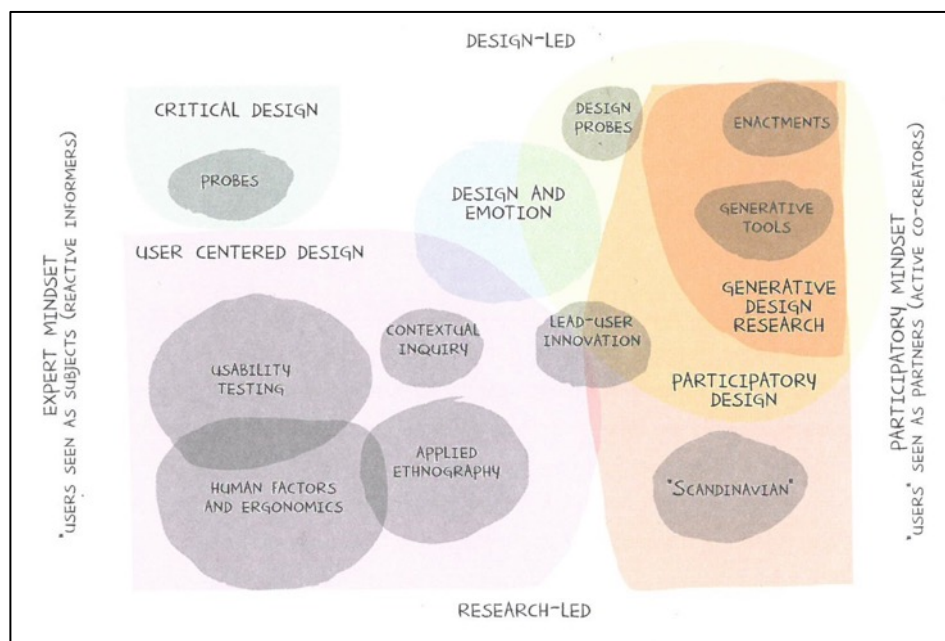 DESIGN-LED
CRITICAL DESIGN
PROBES
DESIGN
PROBES
ENACTMENTS
DESIGN AND
EMOTION
GENERATIVE
TOOLS
USER CENTERED DESIGN
GENERATIVE
DESIGN
RESEARCH
CONTEXTUAL
INQUIRY
LEAD-USER
INNOVATION
USABILITY
TESTING
PARTICIPATORY
DESIGN
APPLIED
ETHNOGRAPHY
"SCANDINAVIAN"
HUMAN FACTORS
AND ERGONOMICS
RESEARCH-LED
EXPERT MINDSET
"USERS SEEN AS SUBJECTS (REACTIVE INFORMERS)
PARTICIPATORY MINDSET
"USERS" SEEN AS PARTNERS (ACTIVE CO-CREATORS)